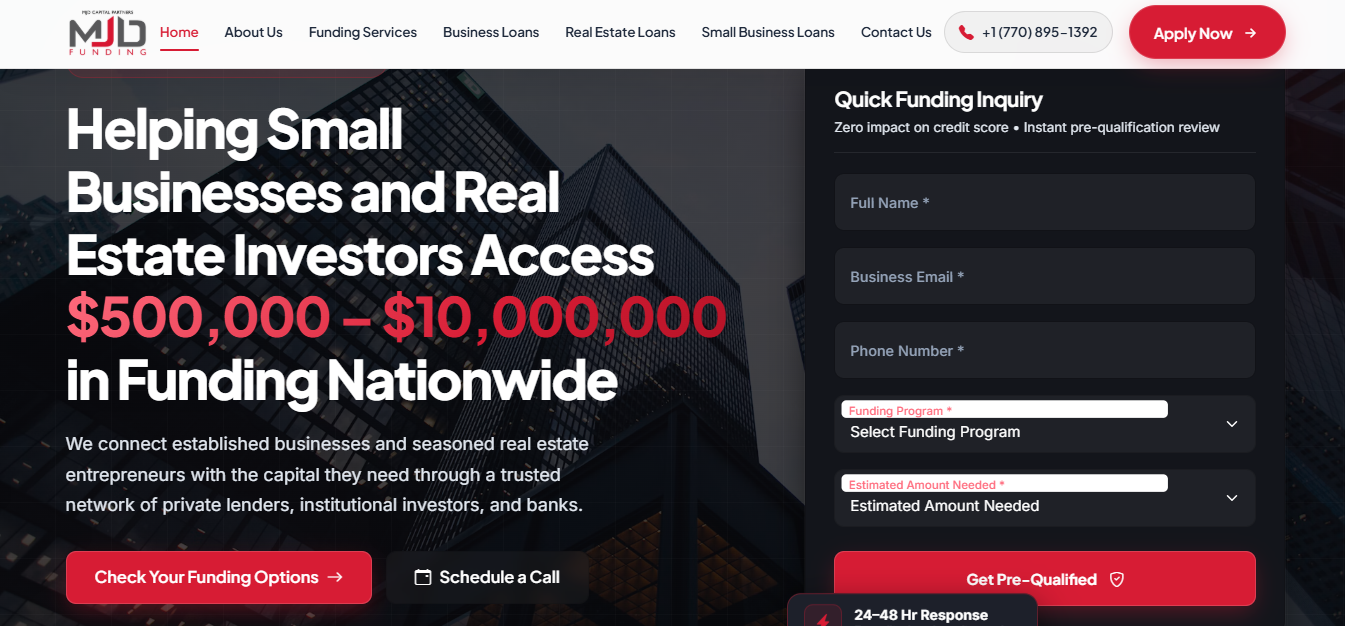 MJD CAPITAL PARTNERS
MJD
FUNDING
Home
About Us
Funding Services
Business Loans
Real Estate Loans
Small Business Loans
Contact Us
+1 (770) 895-1392
Apply Now
Helping Small
Businesses and Real
Estate Investors Access
$500,000 – $10,000,000
in Funding Nationwide
We connect established businesses and seasoned real estate
entrepreneurs with the capital they need through a trusted
network of private lenders, institutional investors, and banks.
Check Your Funding Options
Schedule a Call
Quick Funding Inquiry
Zero impact on credit score • Instant pre-qualification review
Full Name *
Business Email *
Phone Number *
Funding Program *
Select Funding Program
Estimated Amount Needed *
Estimated Amount Needed
Get Pre-Qualified
24–48 Hr Response